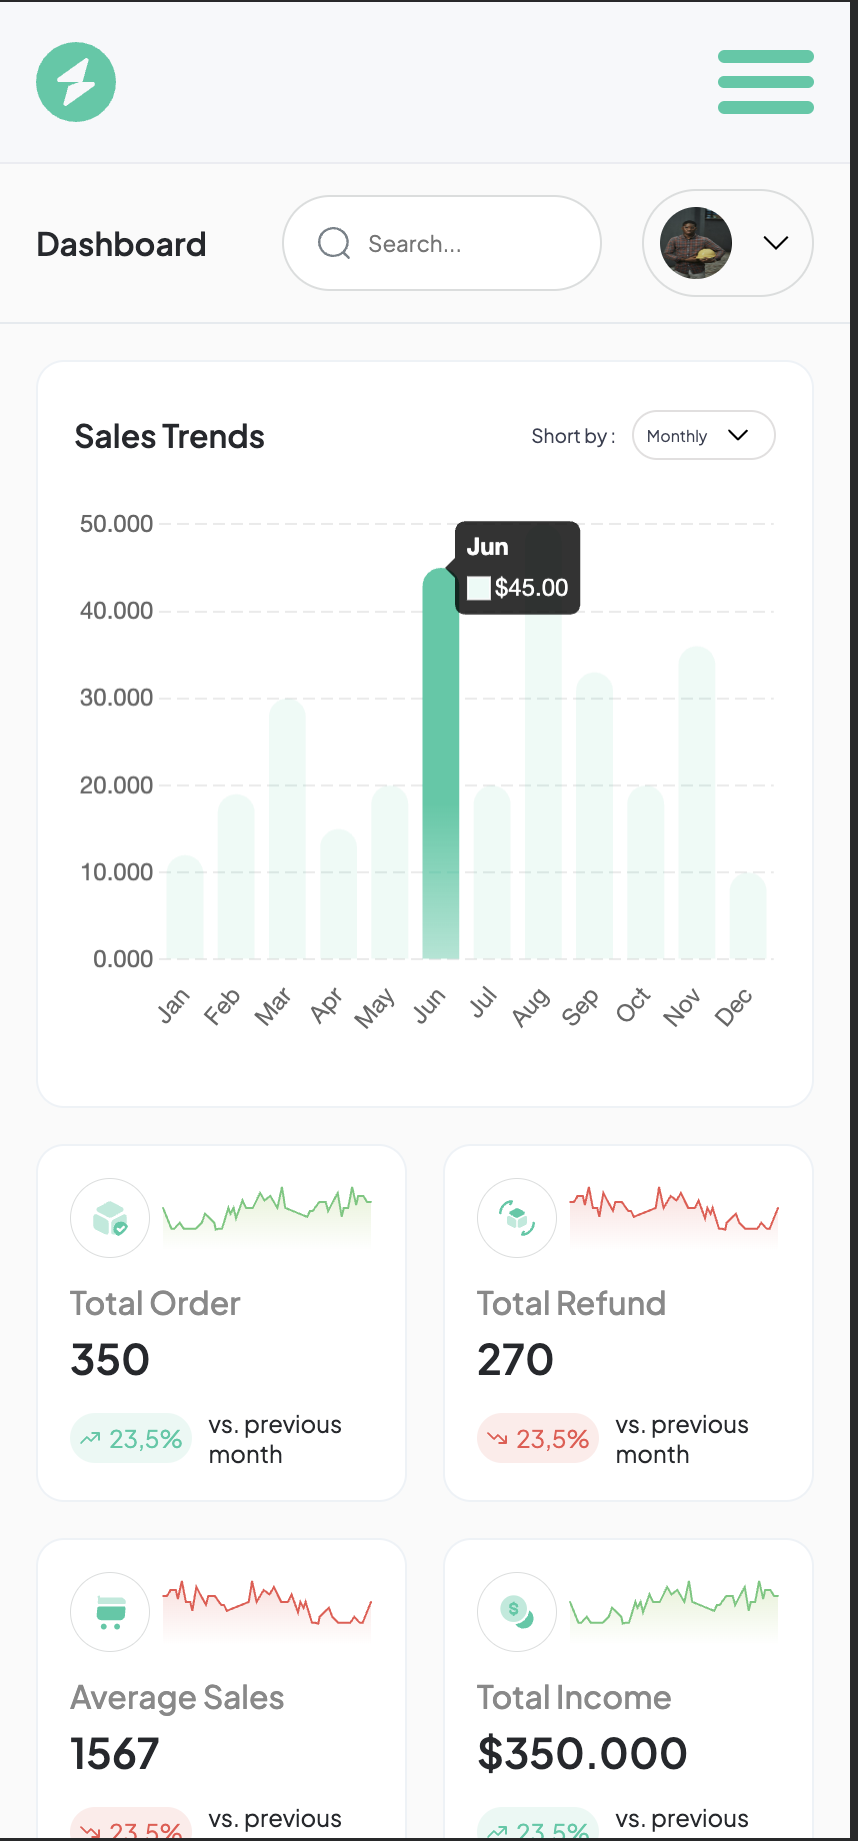 Dashboard
Search...
Sales Trends
Short by :
Monthly
50.000
40.000
30.000
20.000
10.000
0.000
Jun
$45.00
Jan
Feb
Mar
Apr
May
Jun
Jul
Aug
Sep
Oct
Nov
Dec
Total Order
350
23,5%
vs. previous
month
Total Refund
270
23,5%
vs. previous
month
Average Sales
1567
23,5%
vs. previous
Total Income
$350.000
23,5%
vs. previous